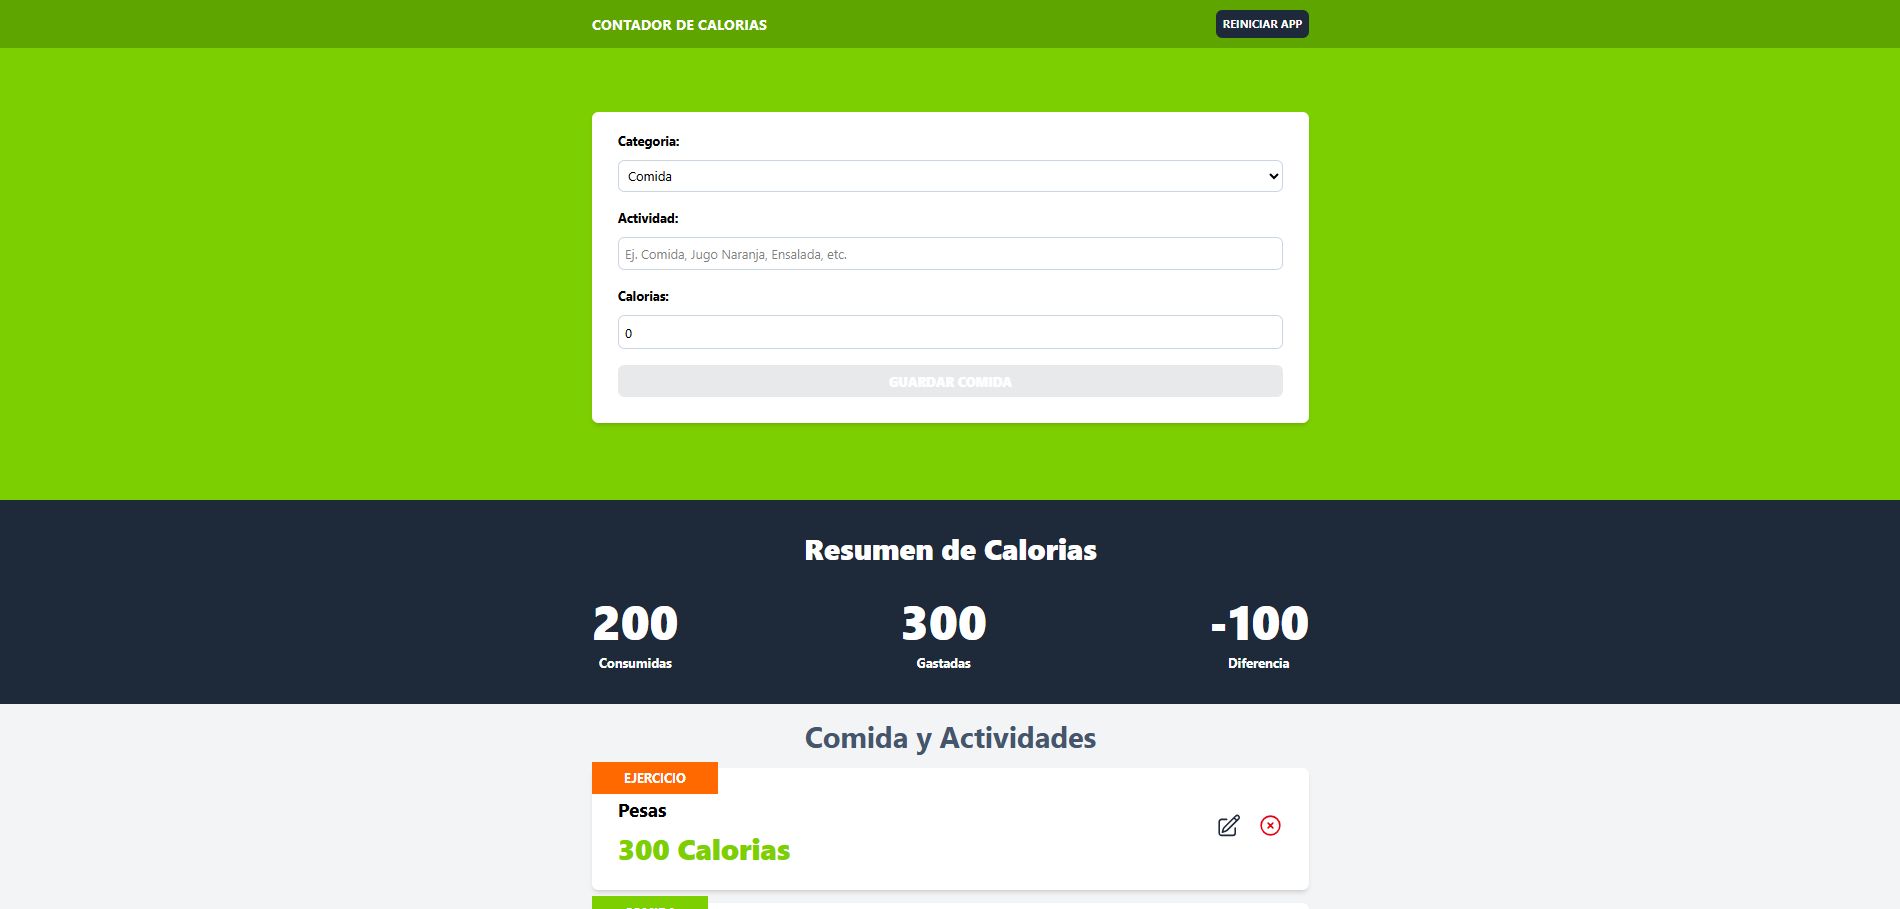 CONTADOR DE CALORIAS
REINICIAR APP
Categoria:
Comida
Actividad:
Ej. Comida, Jugo Naranja, Ensalada, etc.
Calorias:
0
GUARDAR COMIDA
Resumen de Calorias
200 300 -100
Consumidas Gastadas Diferencia
Comida y Actividades
EJERCICIO
Pesas
300 Calorias